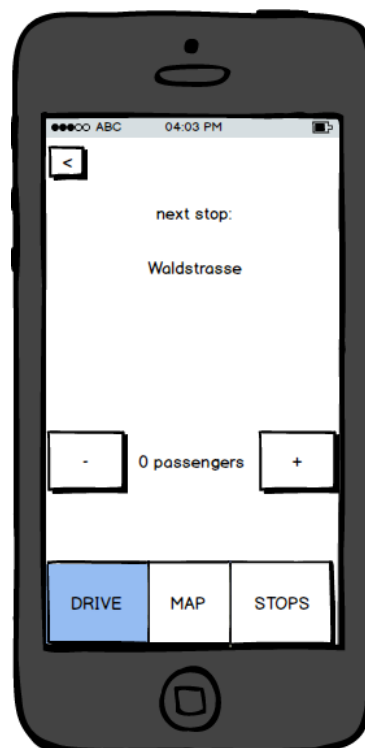 ABC 04:03 PM
<
next stop:
Waldstrasse
- 0 passengers +
DRIVE MAP STOPS